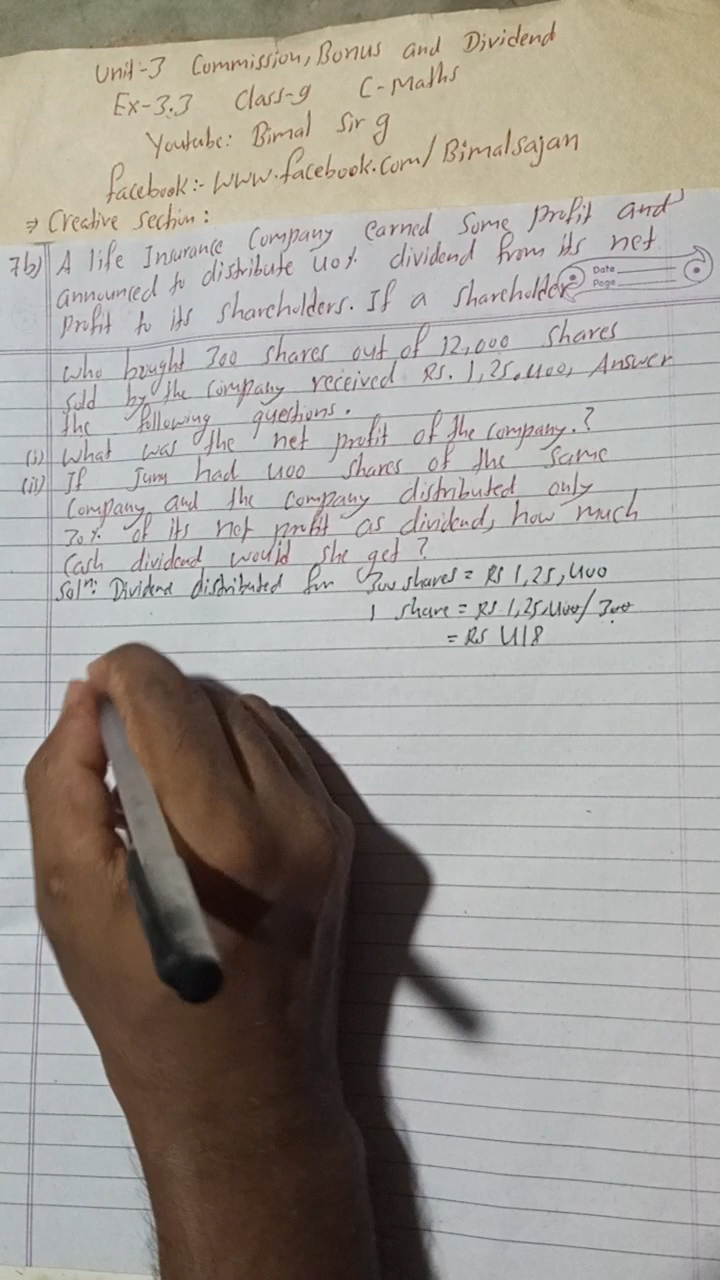 Unit-3 Commission, Bonus and Dividend
Ex-3.3 Class-9 C-Maths
Youtube: Bimal Sir g
facebook:- www.facebook.com/Bimalsajan
⇒ Creative Section:
7b) A life Insurance Company earned Some Profit and
announced to distribute 40% dividend from its net
Profit to its shareholders. If a shareholder
Date
Page
who bought 300 shares out of 12,000 shares
Sold by the Company received Rs. 1,25,400, Answer
the following questions.
(i) What was the net profit of the company.?
(ii) If Junu had 400 shares of the Same
Company and the Company distributed only
30% of its net profit as dividend, how much
Cash dividend would she get?
Solⁿ: Dividend distributed for 300 shares = RS 1,25,400
1 share = RS 1,25,400/300
= RS 418